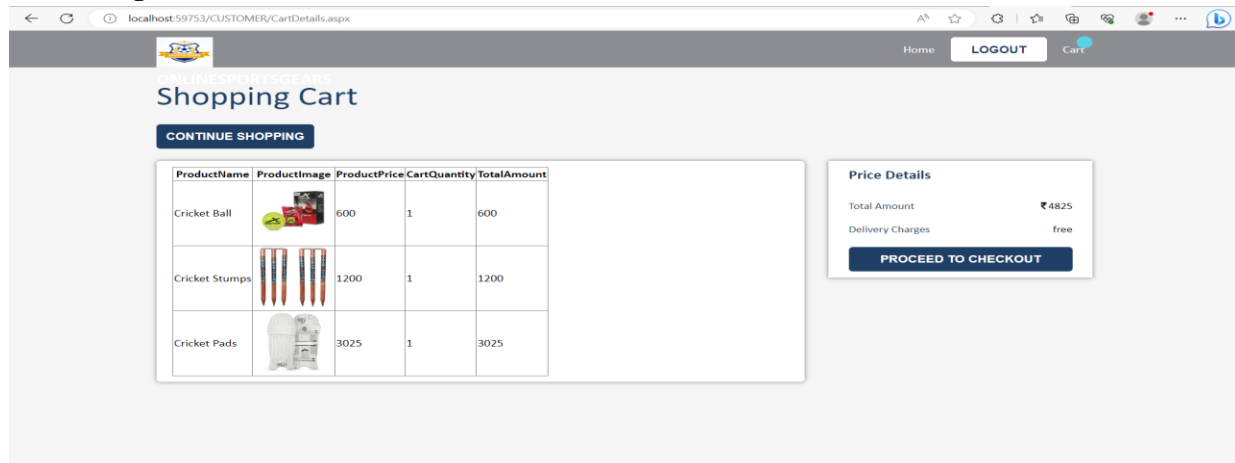 localhost:59753/CUSTOMER/CartDetails.aspx
Home LOGOUT Cart
ONLINESPORTSGEARS
Shopping Cart
CONTINUE SHOPPING
ProductName ProductImage ProductPrice CartQuantity TotalAmount
Cricket Ball 600 1 600
Cricket Stumps 1200 1 1200
Cricket Pads 3025 1 3025
Price Details
Total Amount ₹4825
Delivery Charges free
PROCEED TO CHECKOUT